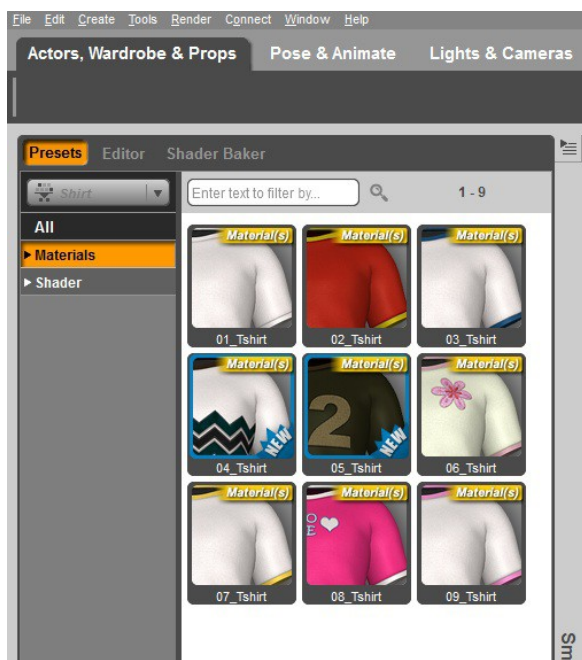 File Edit Create Tools Render Connect Window Help
Actors, Wardrobe & Props Pose & Animate Lights & Cameras
Presets Editor Shader Baker
Shirt
Enter text to filter by...
1 - 9
All
Materials
Shader
Material(s) Material(s) Material(s)
01_Tshirt 02_Tshirt 03_Tshirt
Material(s) Material(s) Material(s)
2
NEW NEW
04_Tshirt 05_Tshirt 06_Tshirt
Material(s) Material(s) Material(s)
07_Tshirt 08_Tshirt 09_Tshirt
Sm